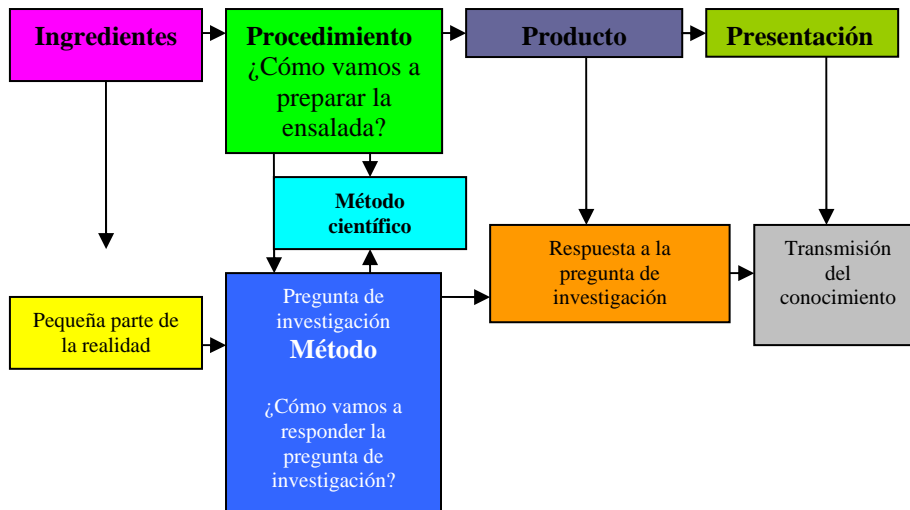 Ingredientes
Procedimiento
¿Cómo vamos a
preparar la
ensalada?
Producto
Presentación
Método
científico
Pequeña parte de
la realidad
Pregunta de
investigación
Método
¿Cómo vamos a
responder la
pregunta de
investigación?
Respuesta a la
pregunta de
investigación
Transmisión
del
conocimiento